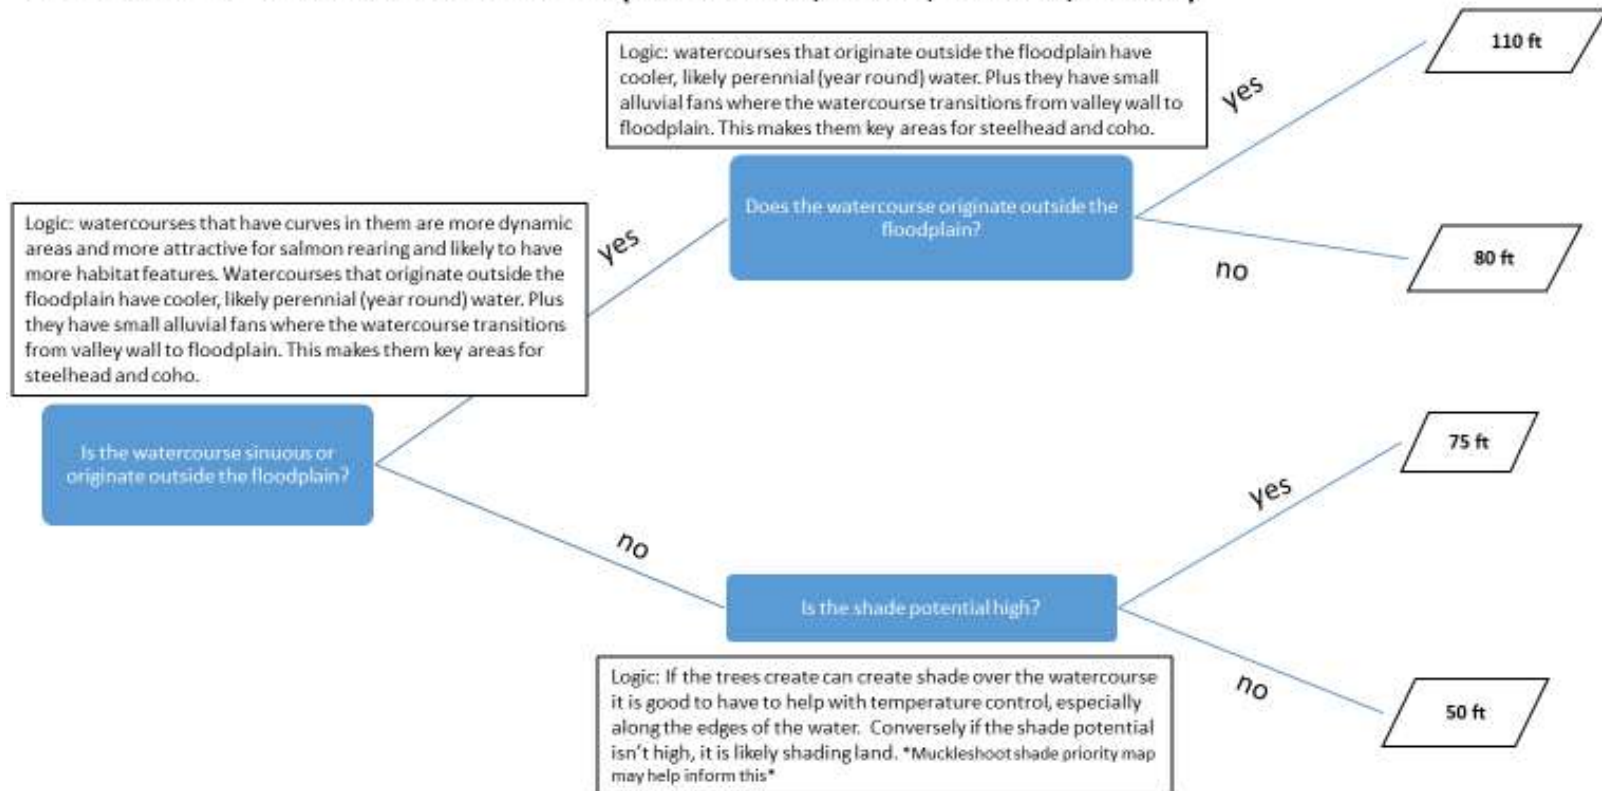 Logic: watercourses that originate outside the floodplain have
cooler, likely perennial (year round) water. Plus they have small
alluvial fans where the watercourse transitions from valley wall to
floodplain. This makes them key areas for steelhead and coho.
110 ft
yes
Does the watercourse originate outside the
floodplain?
no
80 ft
Logic: watercourses that have curves in them are more dynamic
areas and more attractive for salmon rearing and likely to have
more habitat features. Watercourses that originate outside the
floodplain have cooler, likely perennial (year round) water. Plus
they have small alluvial fans where the watercourse transitions
from valley wall to floodplain. This makes them key areas for
steelhead and coho.
yes
Is the watercourse sinuous or
originate outside the floodplain?
no
75 ft
yes
Is the shade potential high?
no
50 ft
Logic: If the trees create can create shade over the watercourse
it is good to have to help with temperature control, especially
along the edges of the water. Conversely if the shade potential
isn't high, it is likely shading land. *Muckleshoot shade priority map
may help inform this*